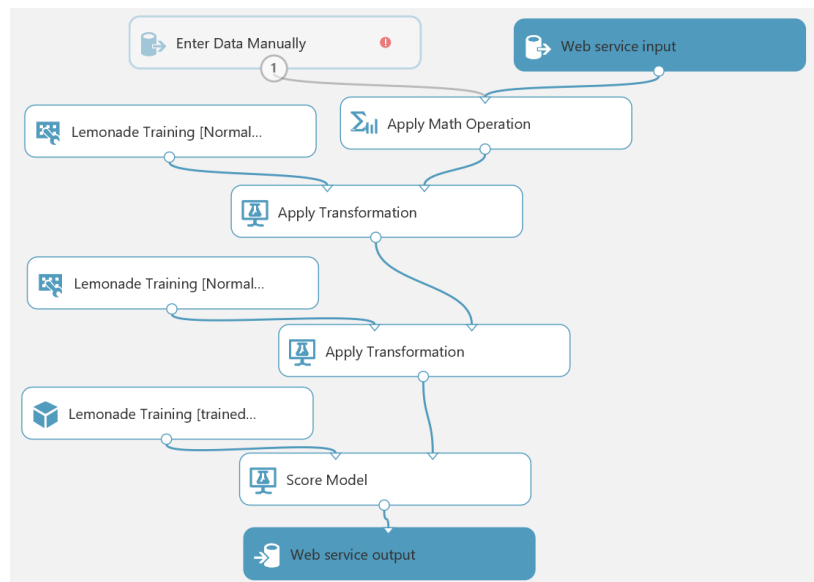 Enter Data Manually
!
Web service input
1
Lemonade Training [Normal...
Apply Math Operation
Apply Transformation
Lemonade Training [Normal...
Apply Transformation
Lemonade Training [trained...
Score Model
Web service output